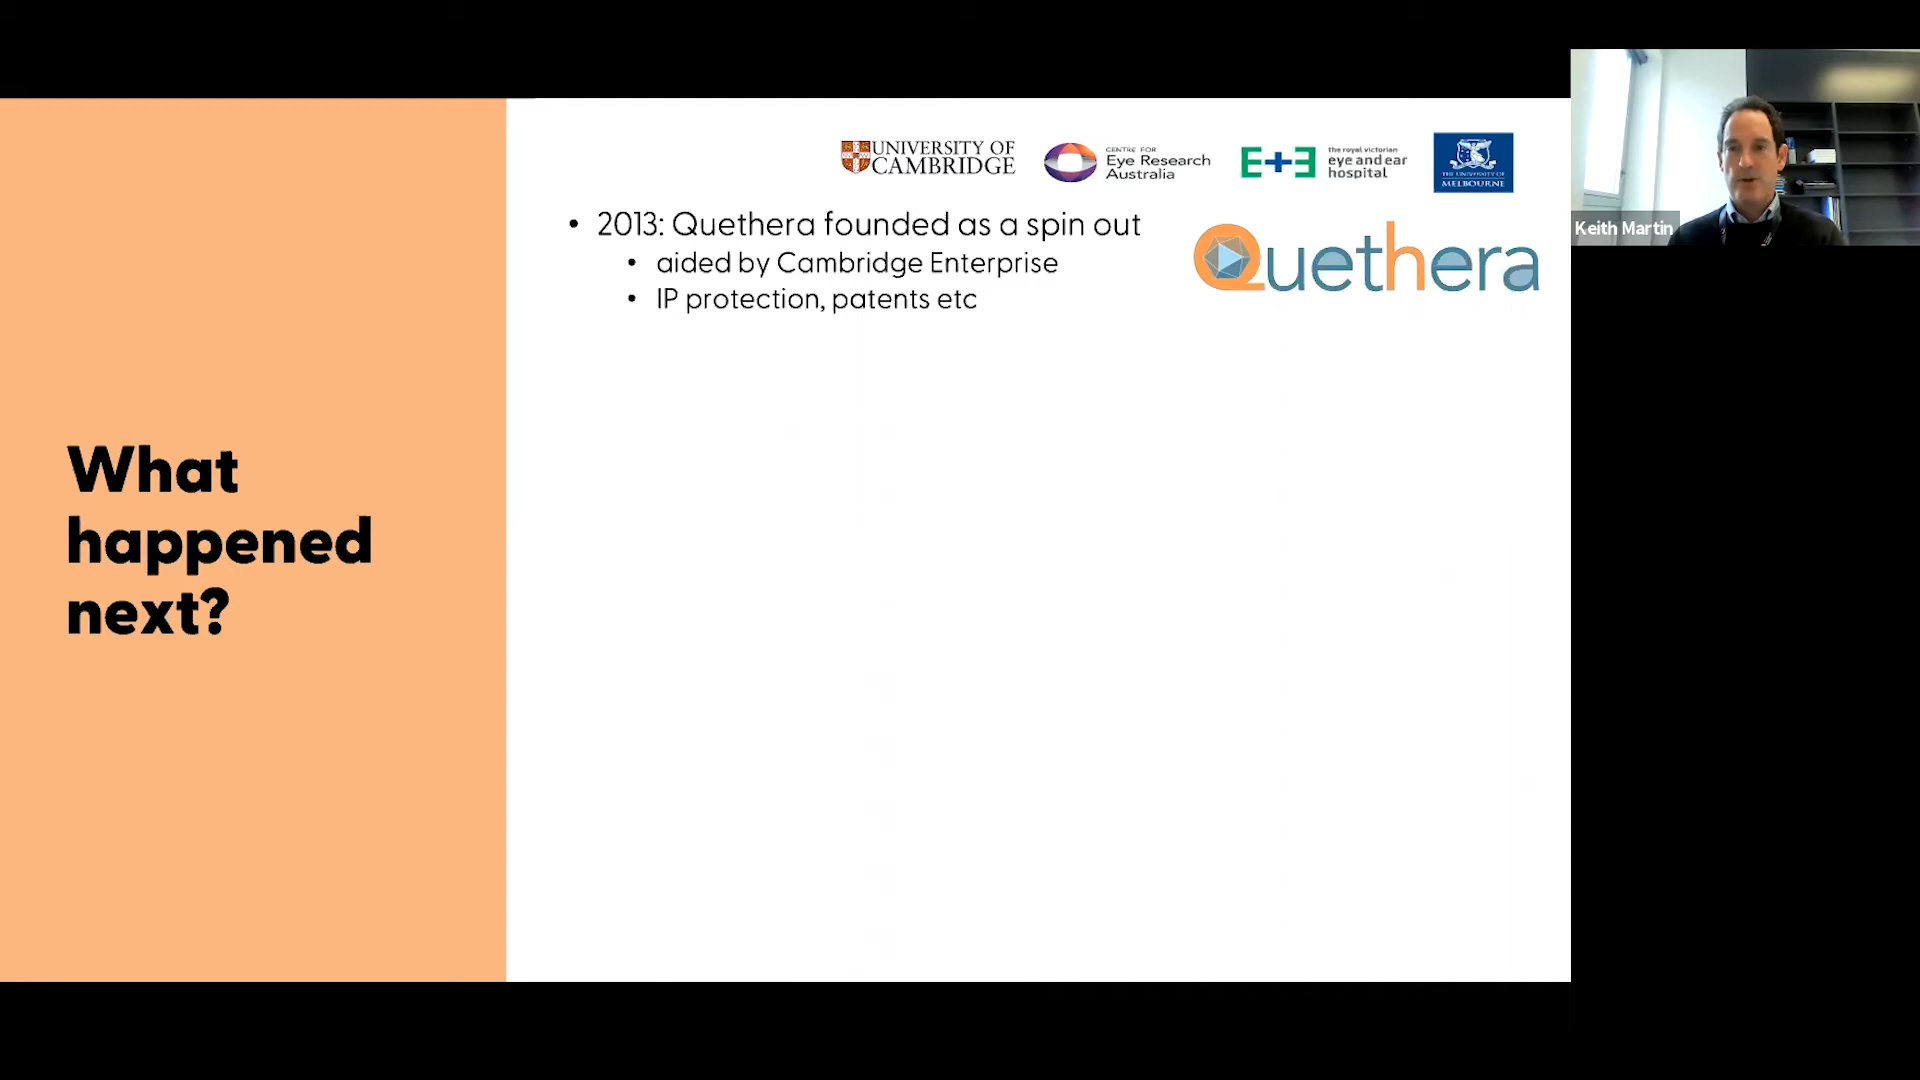 UNIVERSITY OF
CAMBRIDGE
CENTRE FOR
Eye Research
Australia
E+E
the royal victorian
eye and ear
hospital
THE UNIVERSITY OF
MELBOURNE
Keith Martin
• 2013: Quethera founded as a spin out
• aided by Cambridge Enterprise
• IP protection, patents etc
Quethera
What
happened
next?